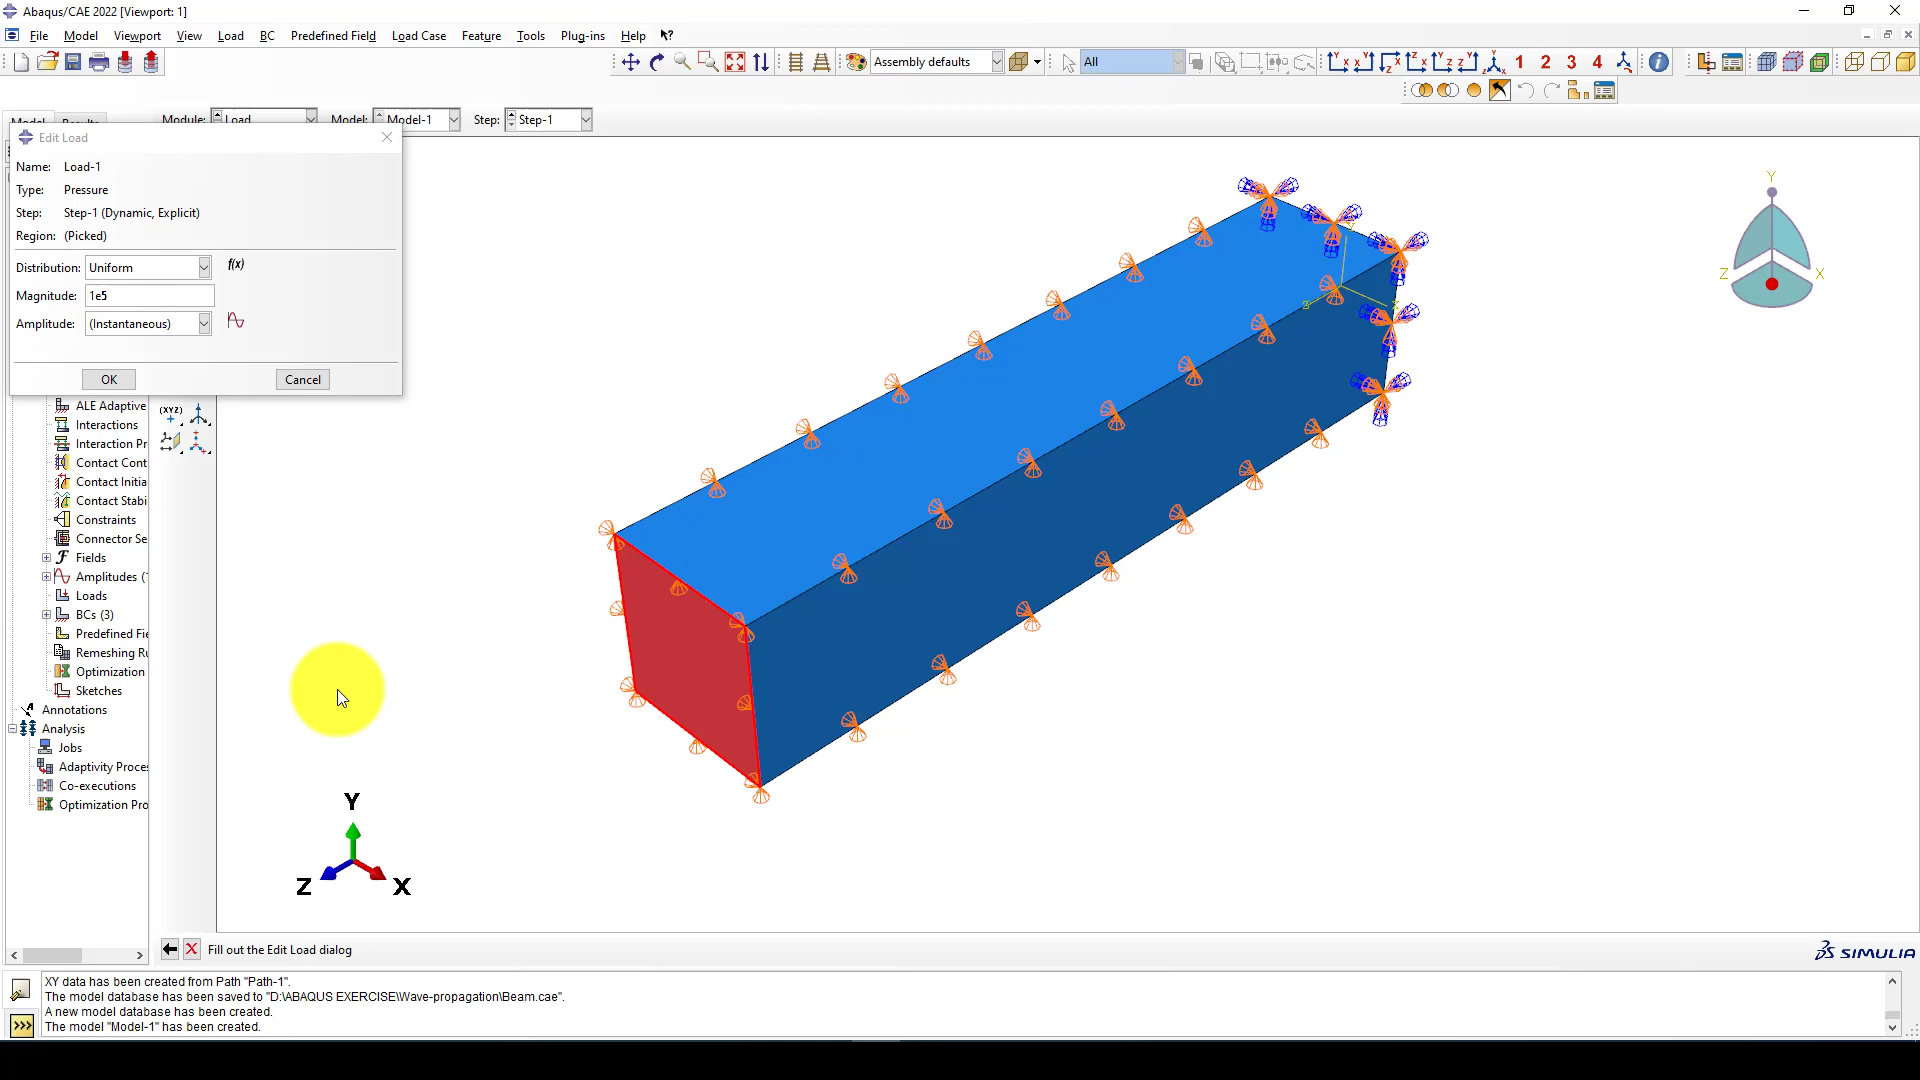 Abaqus/CAE 2022 [Viewport: 1]
File Model Viewport View Load BC Predefined Field Load Case Feature Tools Plug-ins Help
Assembly defaults All 1 2 3 4
Module: Load Model: Model-1 Step: Step-1
Model Results
Edit Load
Name: Load-1
Type: Pressure
Step: Step-1 (Dynamic, Explicit)
Region: (Picked)
Distribution: Uniform f(x)
Magnitude: 1e5
Amplitude: (Instantaneous)
OK Cancel
ALE Adaptive
(XYZ)
Interactions
Interaction Pr
Contact Cont
Contact Initia
Contact Stabi
Constraints
Connector Se
Fields
Amplitudes (
Loads
BCs (3)
Predefined Fie
Remeshing Ru
Optimization
Sketches
Annotations
Analysis
Jobs
Adaptivity Proce
Co-executions
Optimization Pro
Y
Z X
Y
Z X
Fill out the Edit Load dialog
SIMULIA
XY data has been created from Path "Path-1".
The model database has been saved to "D:\ABAQUS EXERCISE\Wave-propagation\Beam.cae".
A new model database has been created.
The model "Model-1" has been created.